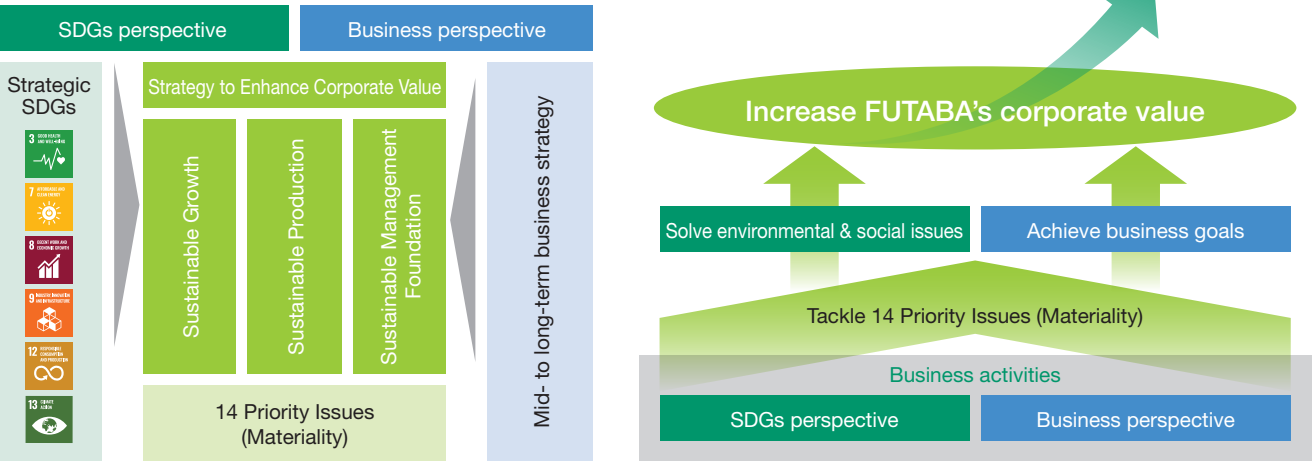 SDGs perspective
Business perspective
Strategic
SDGs
3 GOOD HEALTH
AND WELL-BEING
7 AFFORDABLE AND
CLEAN ENERGY
8 DECENT WORK AND
ECONOMIC GROWTH
9 INDUSTRY, INNOVATION
AND INFRASTRUCTURE
12 RESPONSIBLE
CONSUMPTION
AND PRODUCTION
13 CLIMATE
ACTION
Strategy to Enhance Corporate Value
Sustainable Growth
Sustainable Production
Sustainable Management
Foundation
14 Priority Issues
(Materiality)
Mid- to long-term business strategy
Increase FUTABA's corporate value
Solve environmental & social issues
Achieve business goals
Tackle 14 Priority Issues (Materiality)
Business activities
SDGs perspective
Business perspective